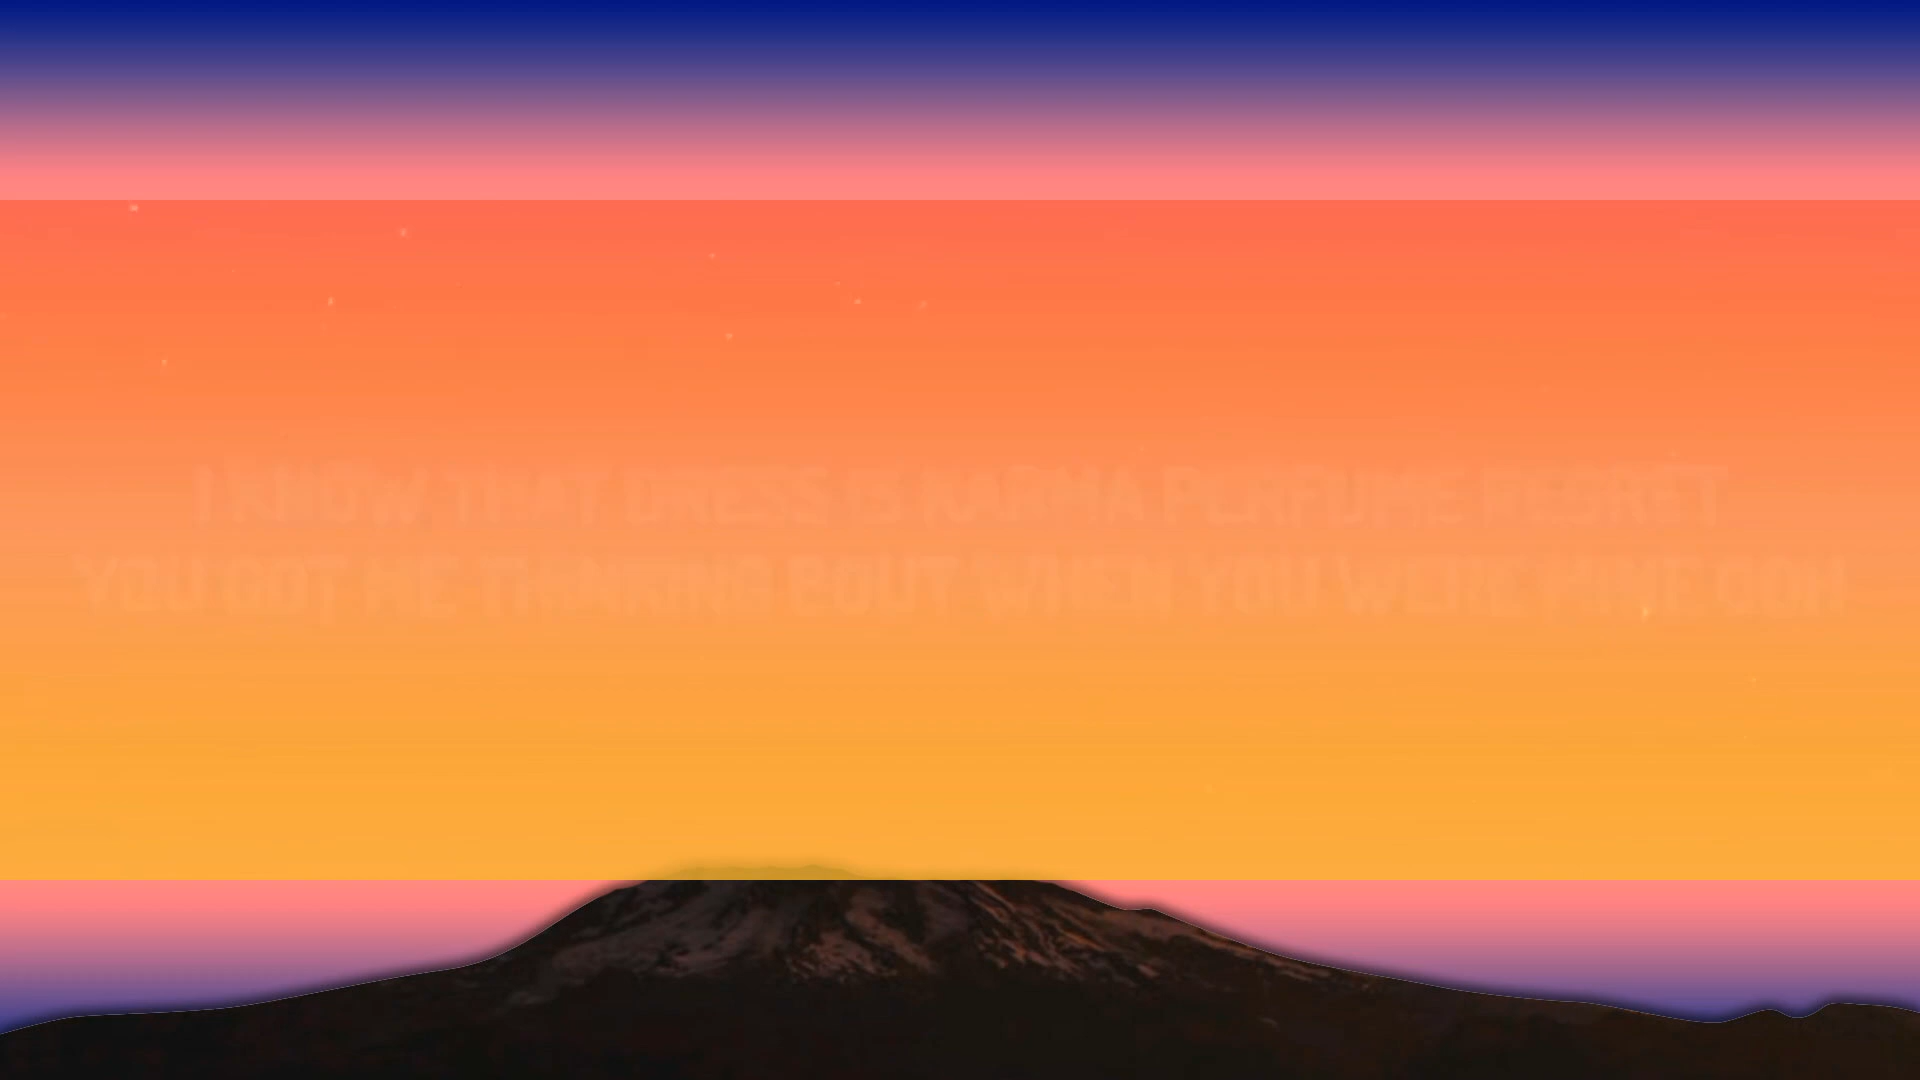 I KNOW THAT DRESS IS KARMA PERFUME REGRET
YOU GOT ME THINKING BOUT WHEN YOU WERE MINE OOH